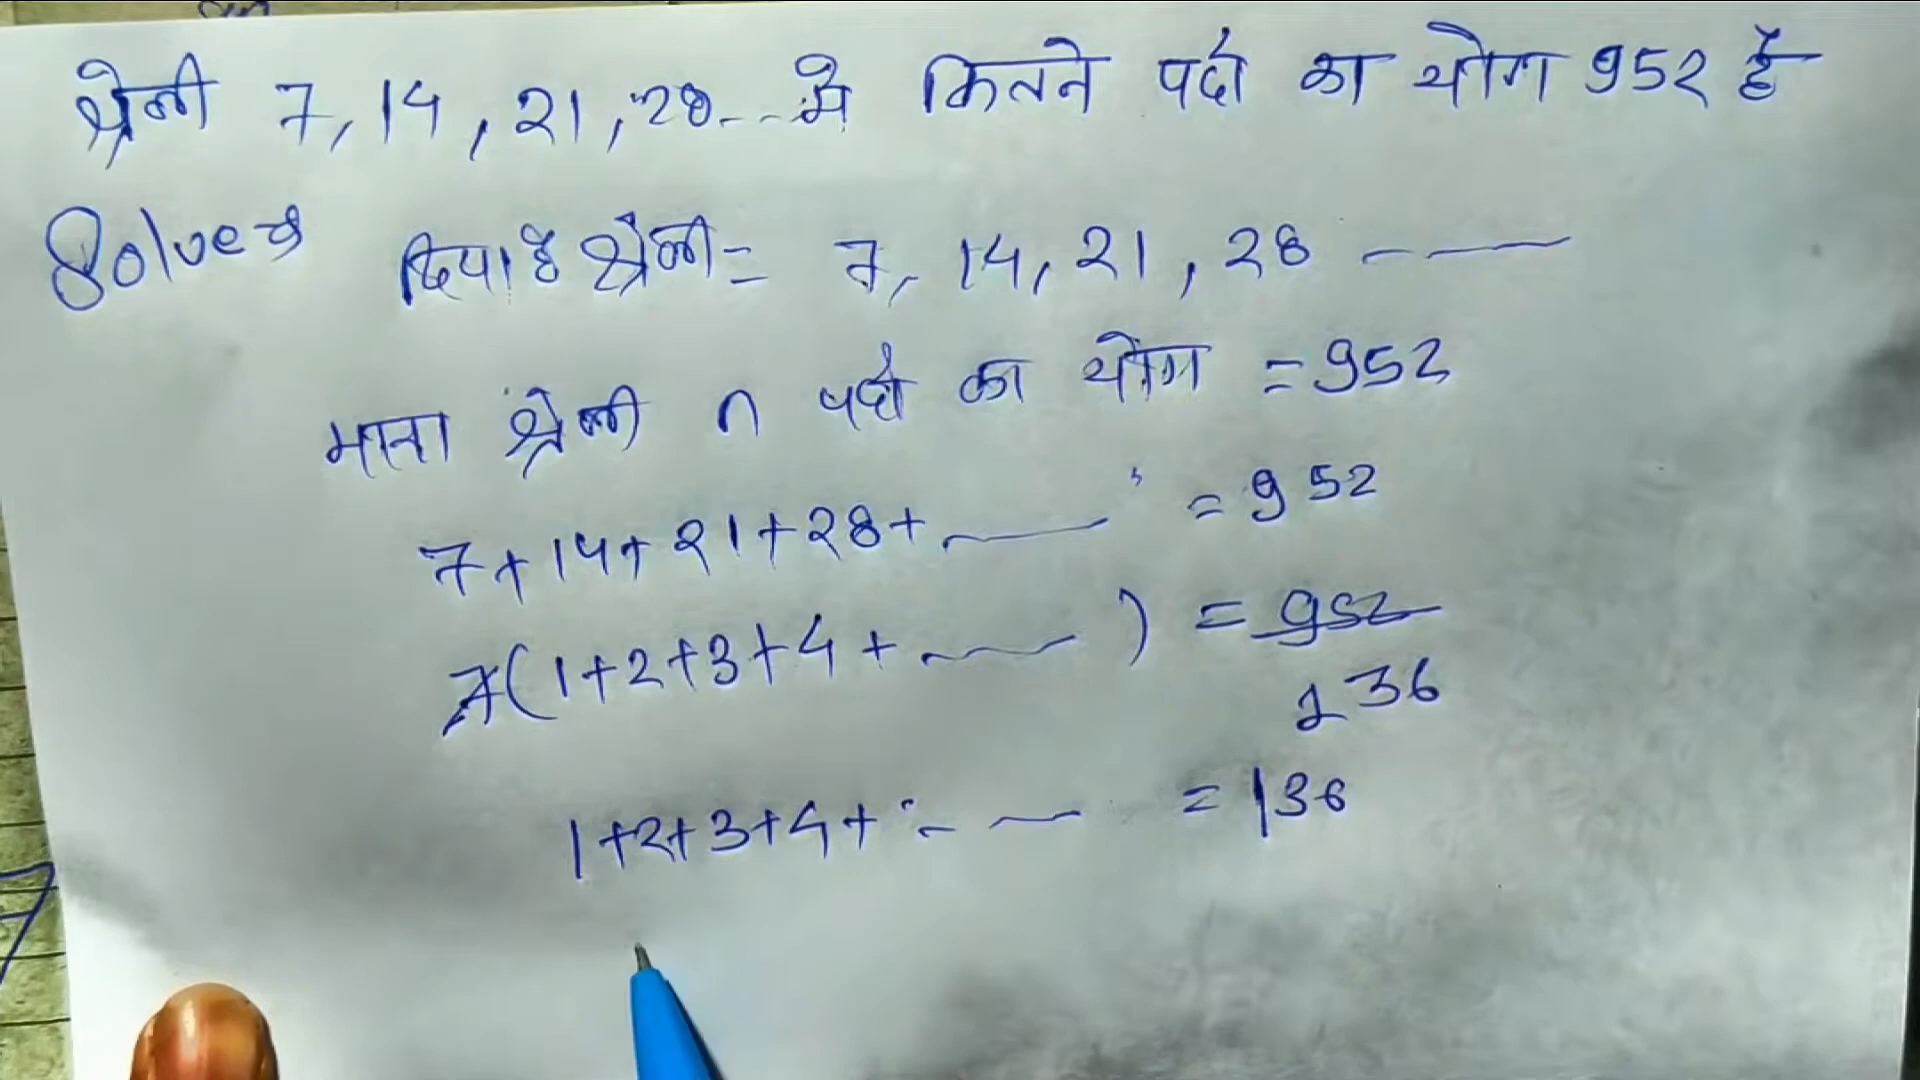 श्रेणी 7, 14, 21, 28... मे कितने पदो का योग 952 है
Solve दिया है श्रेणी = 7, 14, 21, 28 ----
माना श्रेणी n पदो का योग = 952
7+14+21+28+ ---- = 952
7(1+2+3+4+ ----) = 952
136
1+2+3+4+ ---- = 136
7